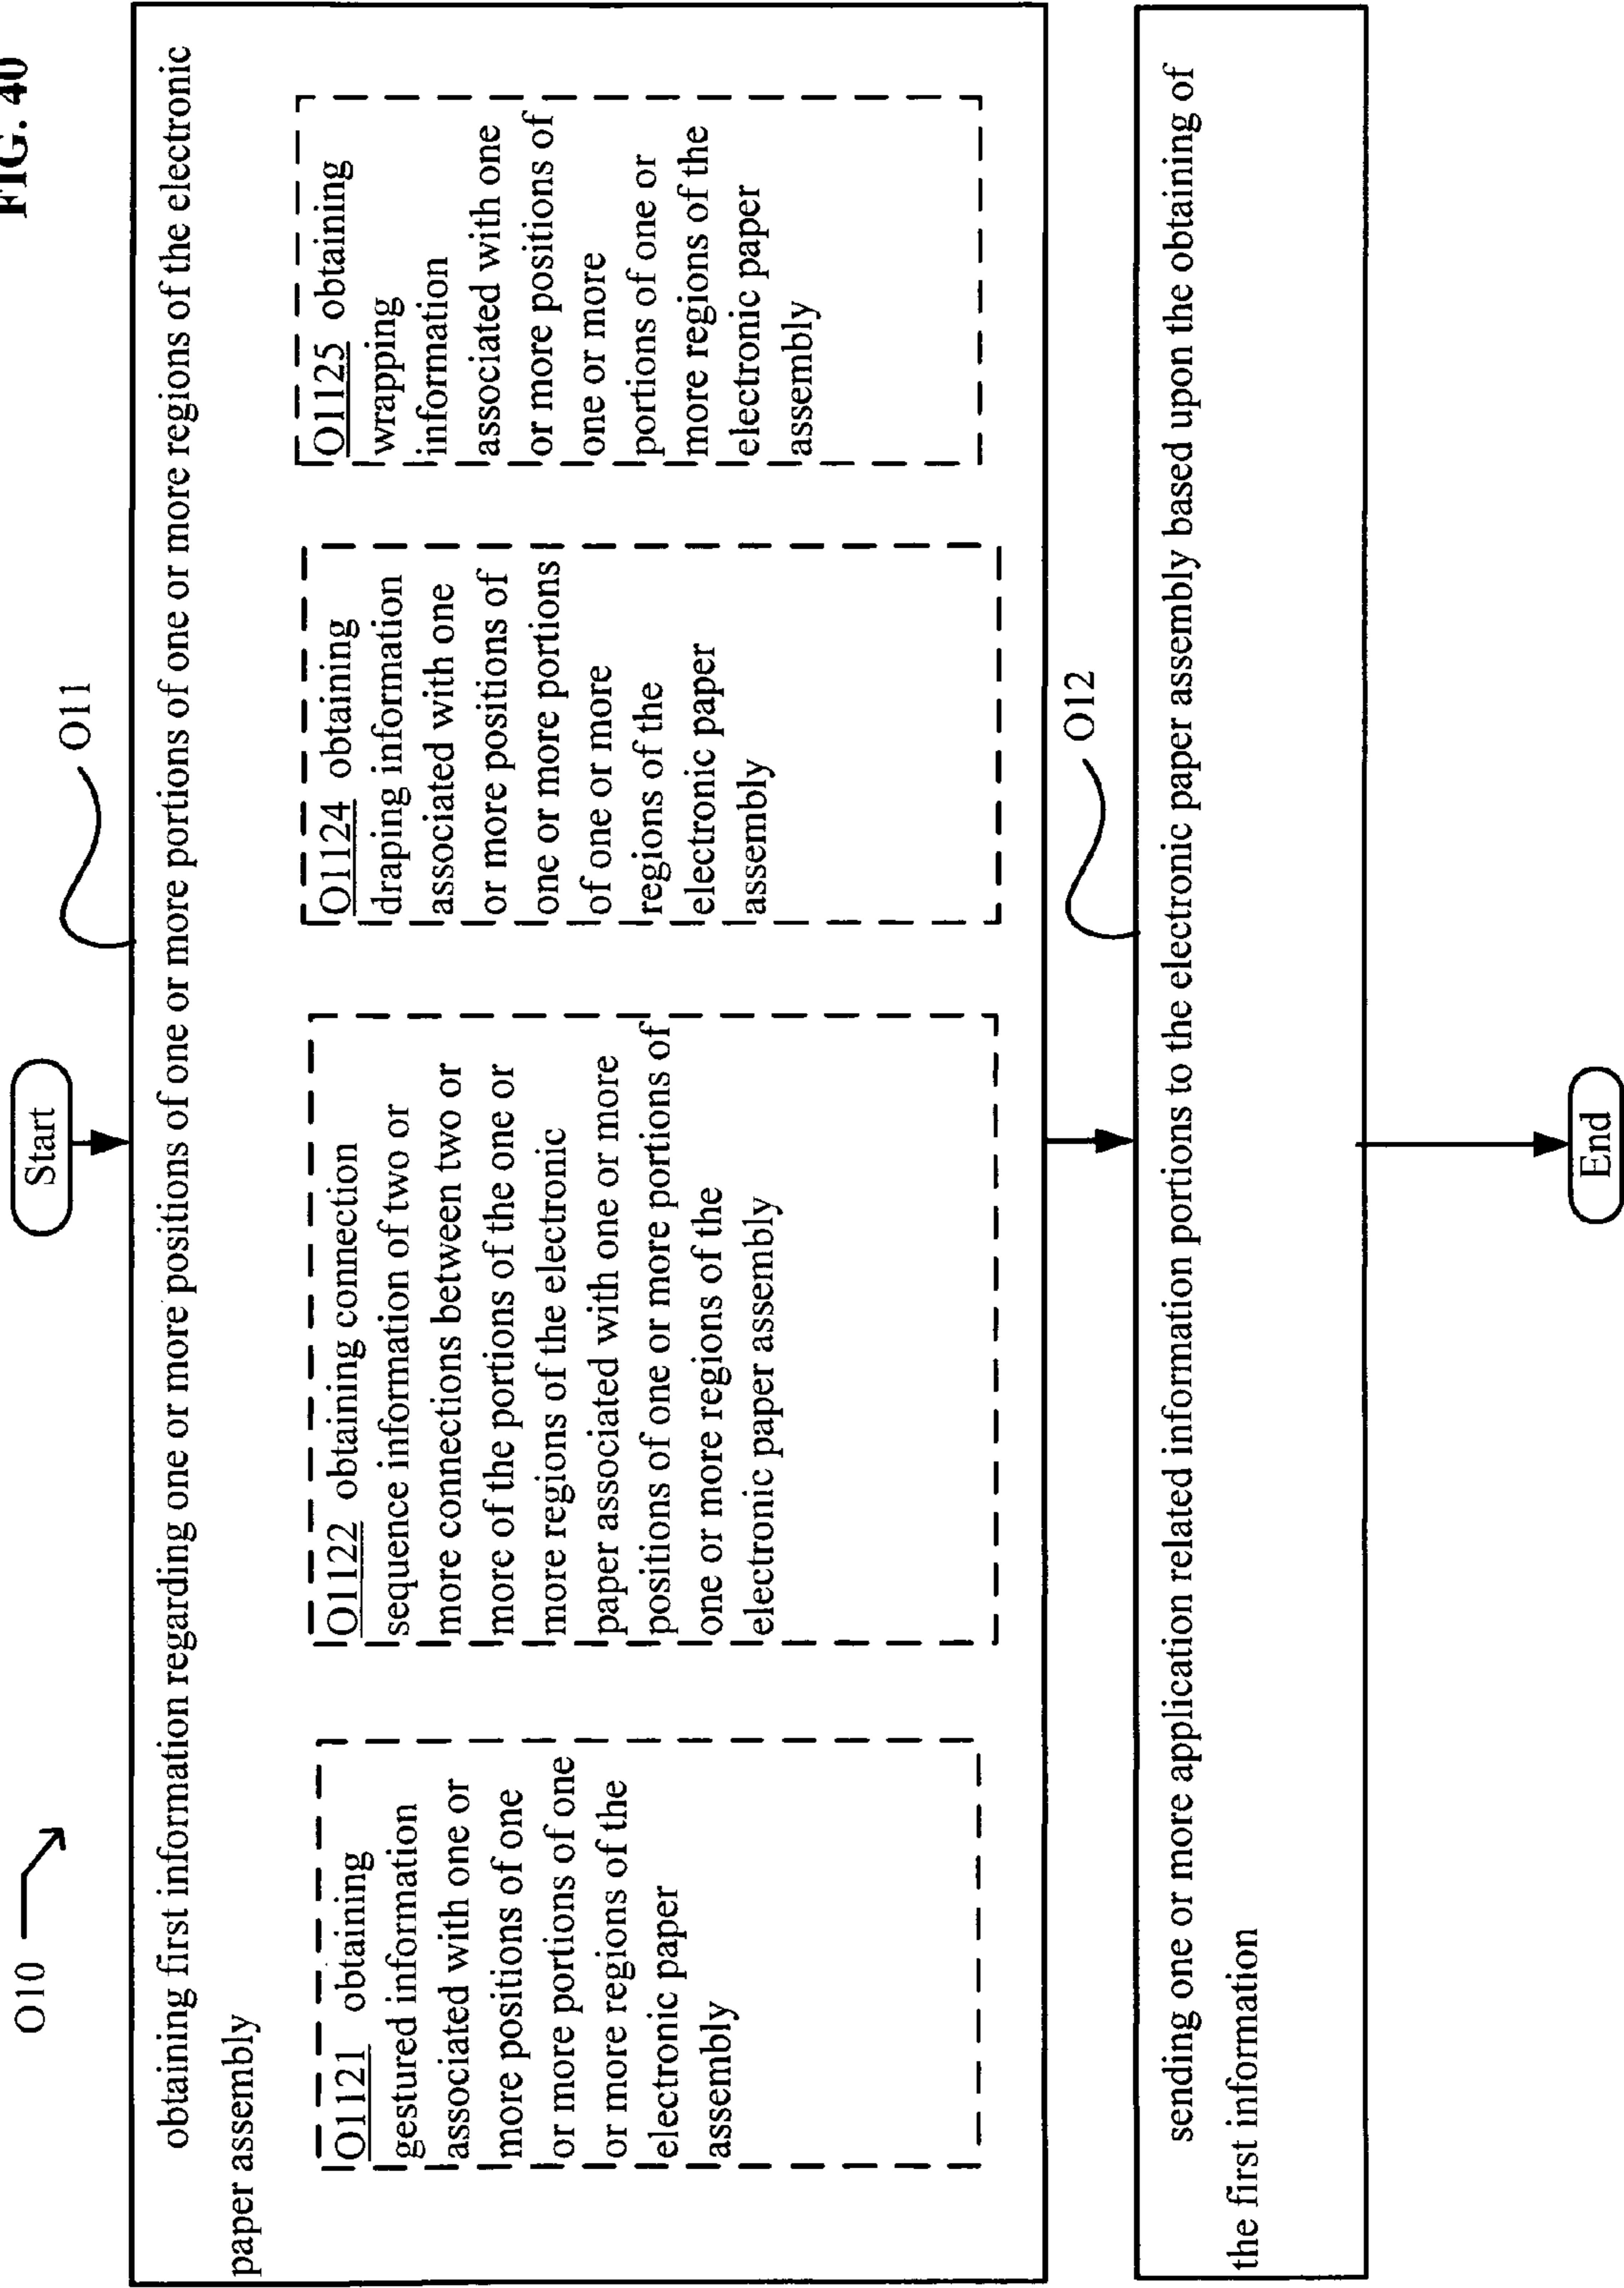 FIG. 40
O10
Start
O11
obtaining first information regarding one or more positions of one or more portions of one or more regions of the electronic
paper assembly
O1121 obtaining
gestured information
associated with one or
more positions of one
or more portions of one
or more regions of the
electronic paper
assembly
O1122 obtaining connection
sequence information of two or
more connections between two or
more of the portions of the one or
more regions of the electronic
paper associated with one or more
positions of one or more portions of
one or more regions of the
electronic paper assembly
O1124 obtaining
draping information
associated with one
or more positions of
one or more portions
of one or more
regions of the
electronic paper
assembly
O1125 obtaining
wrapping
information
associated with one
or more positions of
one or more
portions of one or
more regions of the
electronic paper
assembly
O12
sending one or more application related information portions to the electronic paper assembly based upon the obtaining of
the first information
End